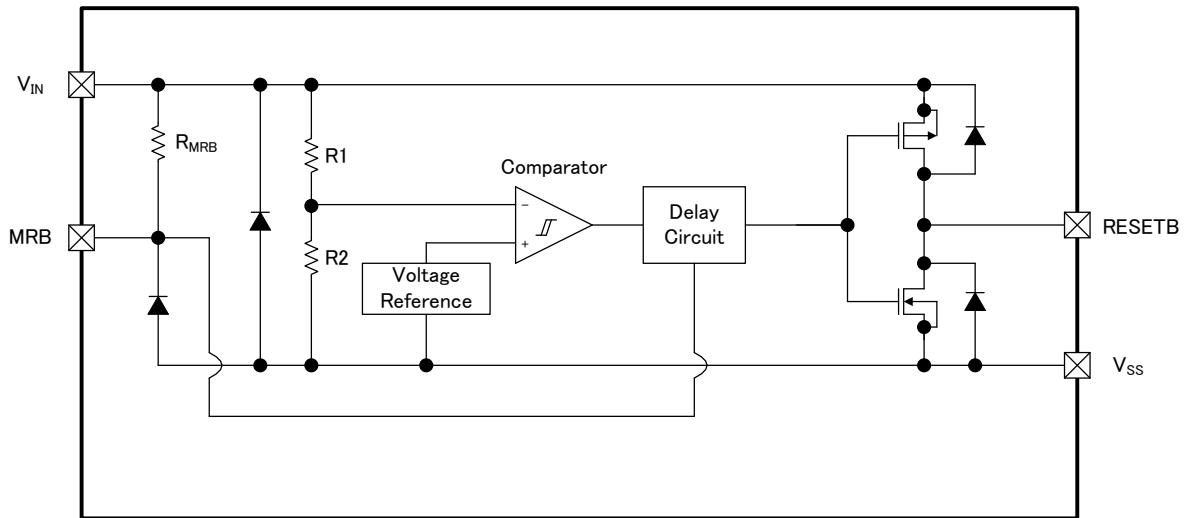 V_IN
R_MRB
R1
Comparator
−
+
MRB
Delay
Circuit
RESETB
R2
Voltage
Reference
V_SS